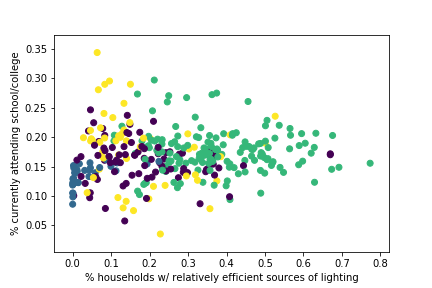 0.35
0.30
0.25
0.20
0.15
0.10
0.05
% currently attending school/college
0.0 0.1 0.2 0.3 0.4 0.5 0.6 0.7 0.8
% households w/ relatively efficient sources of lighting